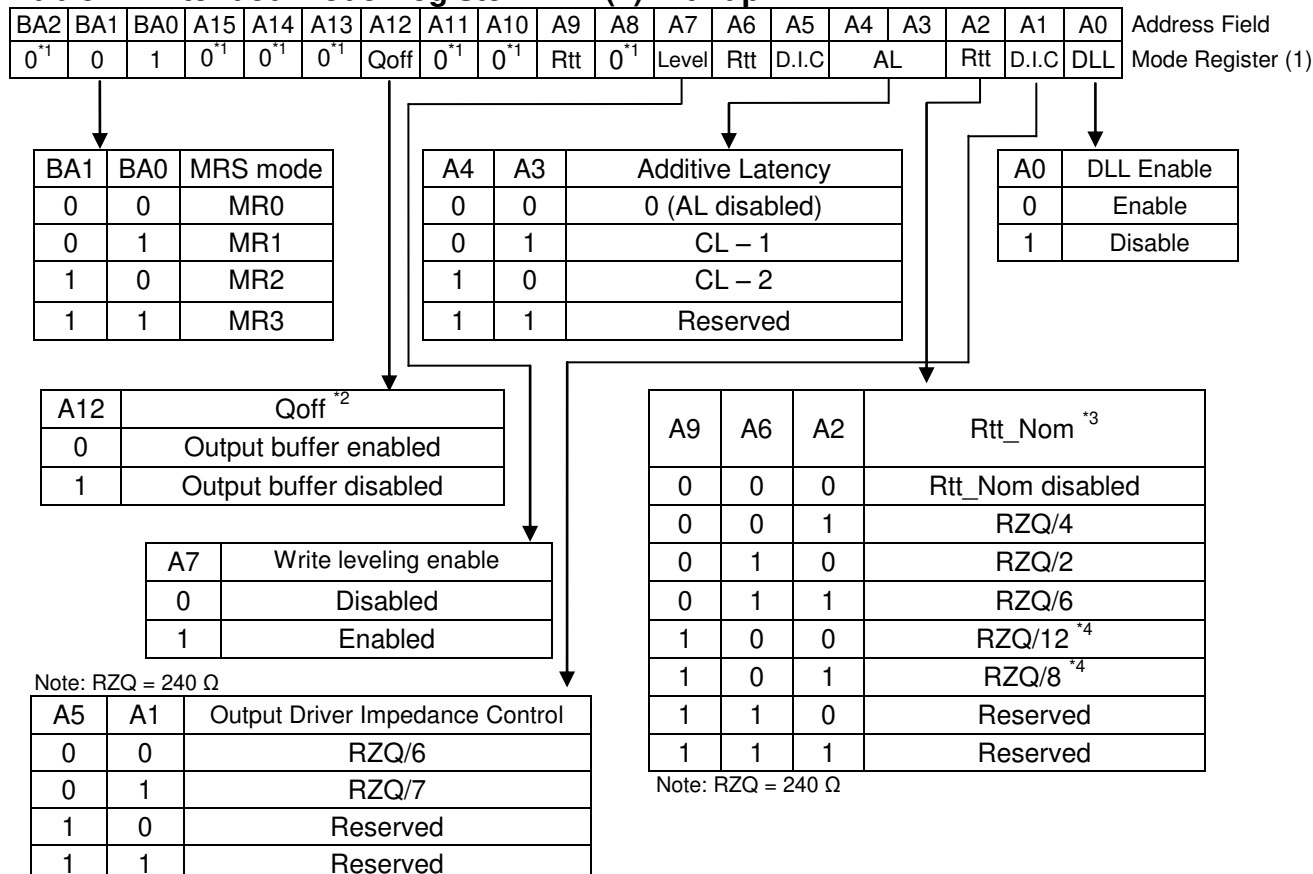 BA2 BA1 BA0 A15 A14 A13 A12 A11 A10 A9 A8 A7 A6 A5 A4 A3 A2 A1 A0 Address Field
0*1 0 1 0*1 0*1 0*1 Qoff 0*1 0*1 Rtt 0*1 Level Rtt D.I.C AL Rtt D.I.C DLL Mode Register (1)
BA1 BA0 MRS mode
0 0 MR0
0 1 MR1
1 0 MR2
1 1 MR3
A4 A3 Additive Latency
0 0 0 (AL disabled)
0 1 CL – 1
1 0 CL – 2
1 1 Reserved
A0 DLL Enable
0 Enable
1 Disable
A12 Qoff *2
0 Output buffer enabled
1 Output buffer disabled
A7 Write leveling enable
0 Disabled
1 Enabled
Note: RZQ = 240 Ω
A5 A1 Output Driver Impedance Control
0 0 RZQ/6
0 1 RZQ/7
1 0 Reserved
1 1 Reserved
A9 A6 A2 Rtt_Nom *3
0 0 0 Rtt_Nom disabled
0 0 1 RZQ/4
0 1 0 RZQ/2
0 1 1 RZQ/6
1 0 0 RZQ/12 *4
1 0 1 RZQ/8 *4
1 1 0 Reserved
1 1 1 Reserved
Note: RZQ = 240 Ω